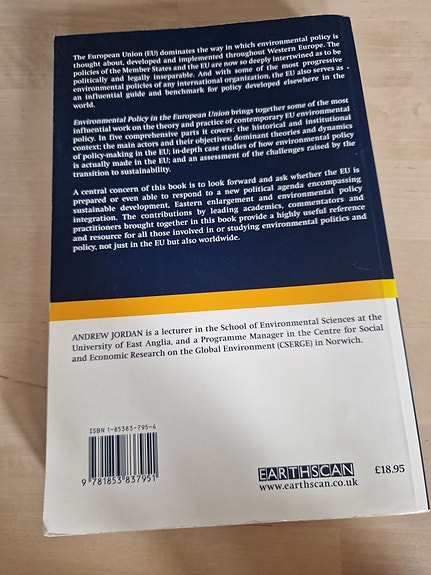 The European Union (EU) dominates the way in which environmental policy is
thought about, developed and implemented throughout Western Europe. The
policies of the Member States and the EU are now so deeply intertwined as to be
politically and legally inseparable. And with some of the most progressive
environmental policies of any international organization, the EU also serves as
an influential guide and benchmark for policy developed elsewhere in the
world.
Environmental Policy in the European Union brings together some of the most
influential work on the theory and practice of contemporary EU environmental
policy. In five comprehensive parts it covers: the historical and institutional
context; the main actors and their objectives; dominant theories and dynamics
of policy-making in the EU; in-depth case studies of how environmental policy
is actually made in the EU; and an assessment of the challenges raised by the
transition to sustainability.
A central concern of this book is to look forward and ask whether the EU is
prepared or even able to respond to a new political agenda encompassing
sustainable development, Eastern enlargement and environmental policy
integration. The contributions by leading academics, commentators and
practitioners brought together in this book provide a highly useful reference
and resource for all those involved in or studying environmental politics and
policy, not just in the EU but also worldwide.
ANDREW JORDAN is a lecturer in the School of Environmental Sciences at the
University of East Anglia, and a Programme Manager in the Centre for Social
and Economic Research on the Global Environment (CSERGE) in Norwich.
ISBN 1-85383-795-4
9 781853 837951
EARTHSCAN
www.earthscan.co.uk
£18.95